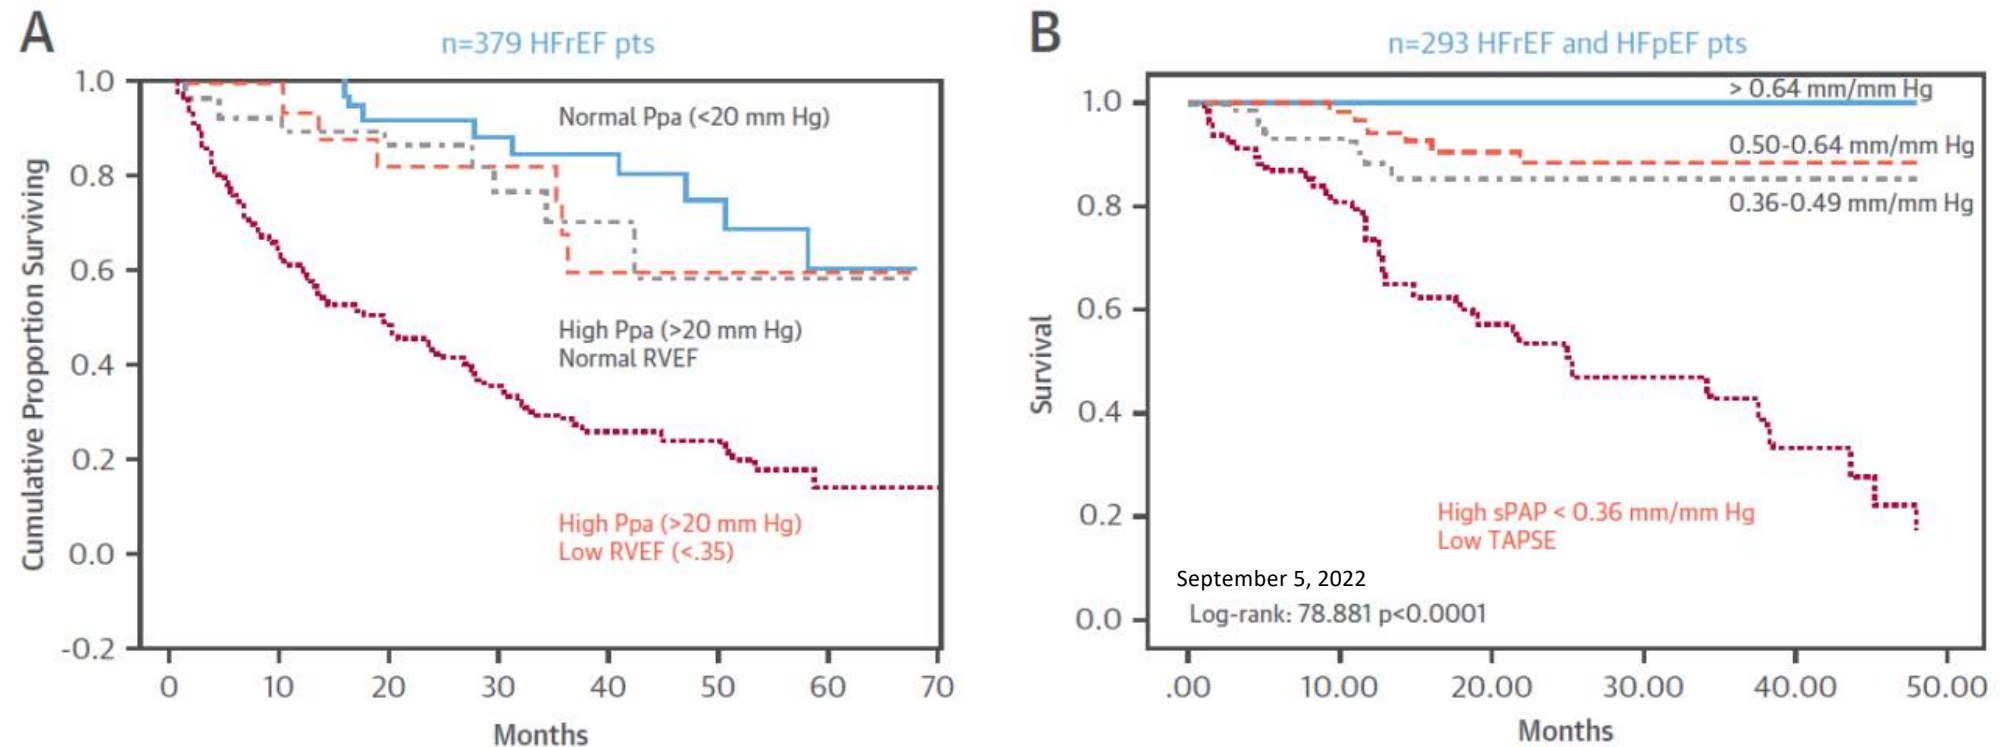 A
n=379 HFrEF pts
Cumulative Proportion Surviving
1.0
0.8
0.6
0.4
0.2
0.0
-0.2
Normal Ppa (<20 mm Hg)
High Ppa (>20 mm Hg)
Normal RVEF
High Ppa (>20 mm Hg)
Low RVEF (<.35)
0 10 20 30 40 50 60 70
Months
B
n=293 HFrEF and HFpEF pts
Survival
1.0
0.8
0.6
0.4
0.2
0.0
> 0.64 mm/mm Hg
0.50-0.64 mm/mm Hg
0.36-0.49 mm/mm Hg
High sPAP < 0.36 mm/mm Hg
Low TAPSE
September 5, 2022
Log-rank: 78.881 p<0.0001
.00 10.00 20.00 30.00 40.00 50.00
Months